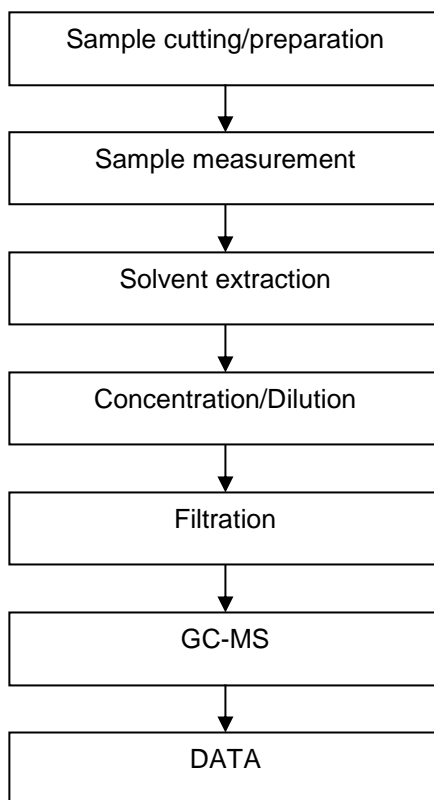 Sample cutting/preparation
Sample measurement
Solvent extraction
Concentration/Dilution
Filtration
GC-MS
DATA